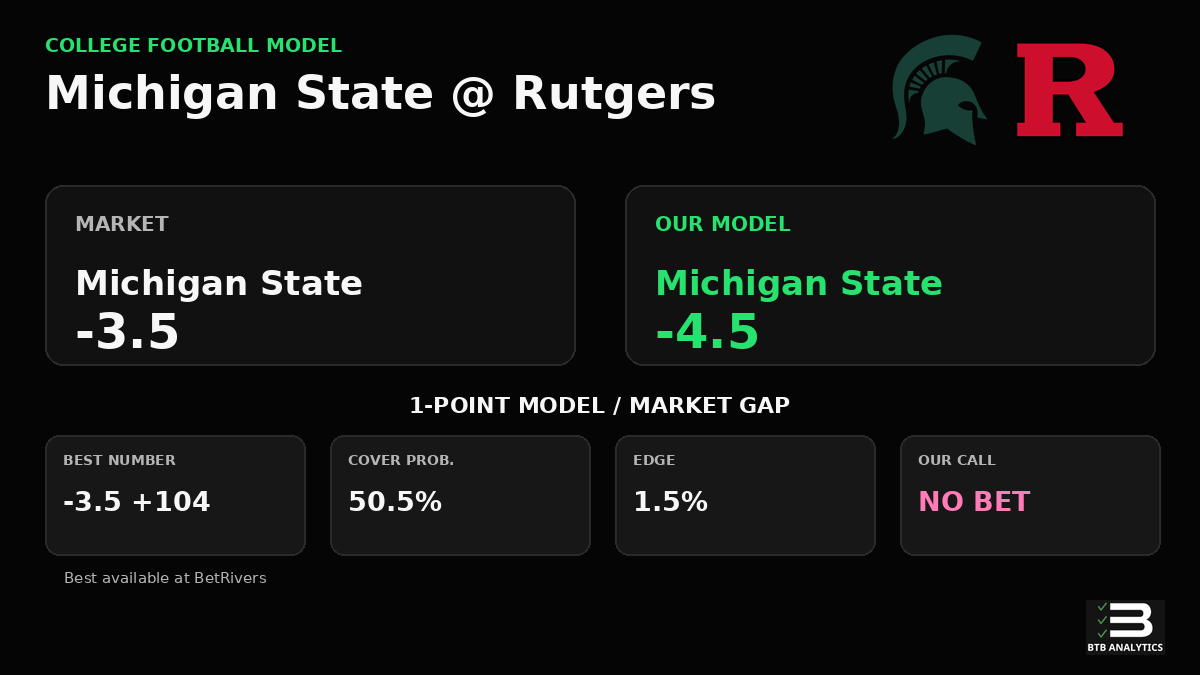 COLLEGE FOOTBALL MODEL
Michigan State @ Rutgers
R
MARKET
Michigan State
-3.5
OUR MODEL
Michigan State
-4.5
1-POINT MODEL / MARKET GAP
BEST NUMBER
-3.5 +104
COVER PROB.
50.5%
EDGE
1.5%
OUR CALL
NO BET
Best available at BetRivers
B
BTB ANALYTICS